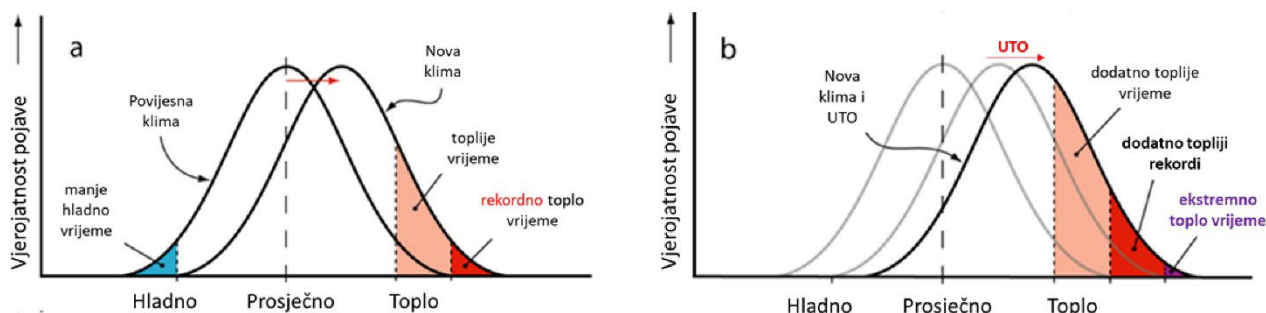 a
Vjerojatnost pojave
Povijesna
klima
Nova
klima
toplije
vrijeme
manje
hladno
vrijeme
rekordno toplo
vrijeme
Hladno
Prosječno
Toplo
b
Vjerojatnost pojave
UTO
Nova
klima i
UTO
dodatno toplije
vrijeme
dodatno topliji
rekordi
ekstremno
toplo vrijeme
Hladno
Prosječno
Toplo